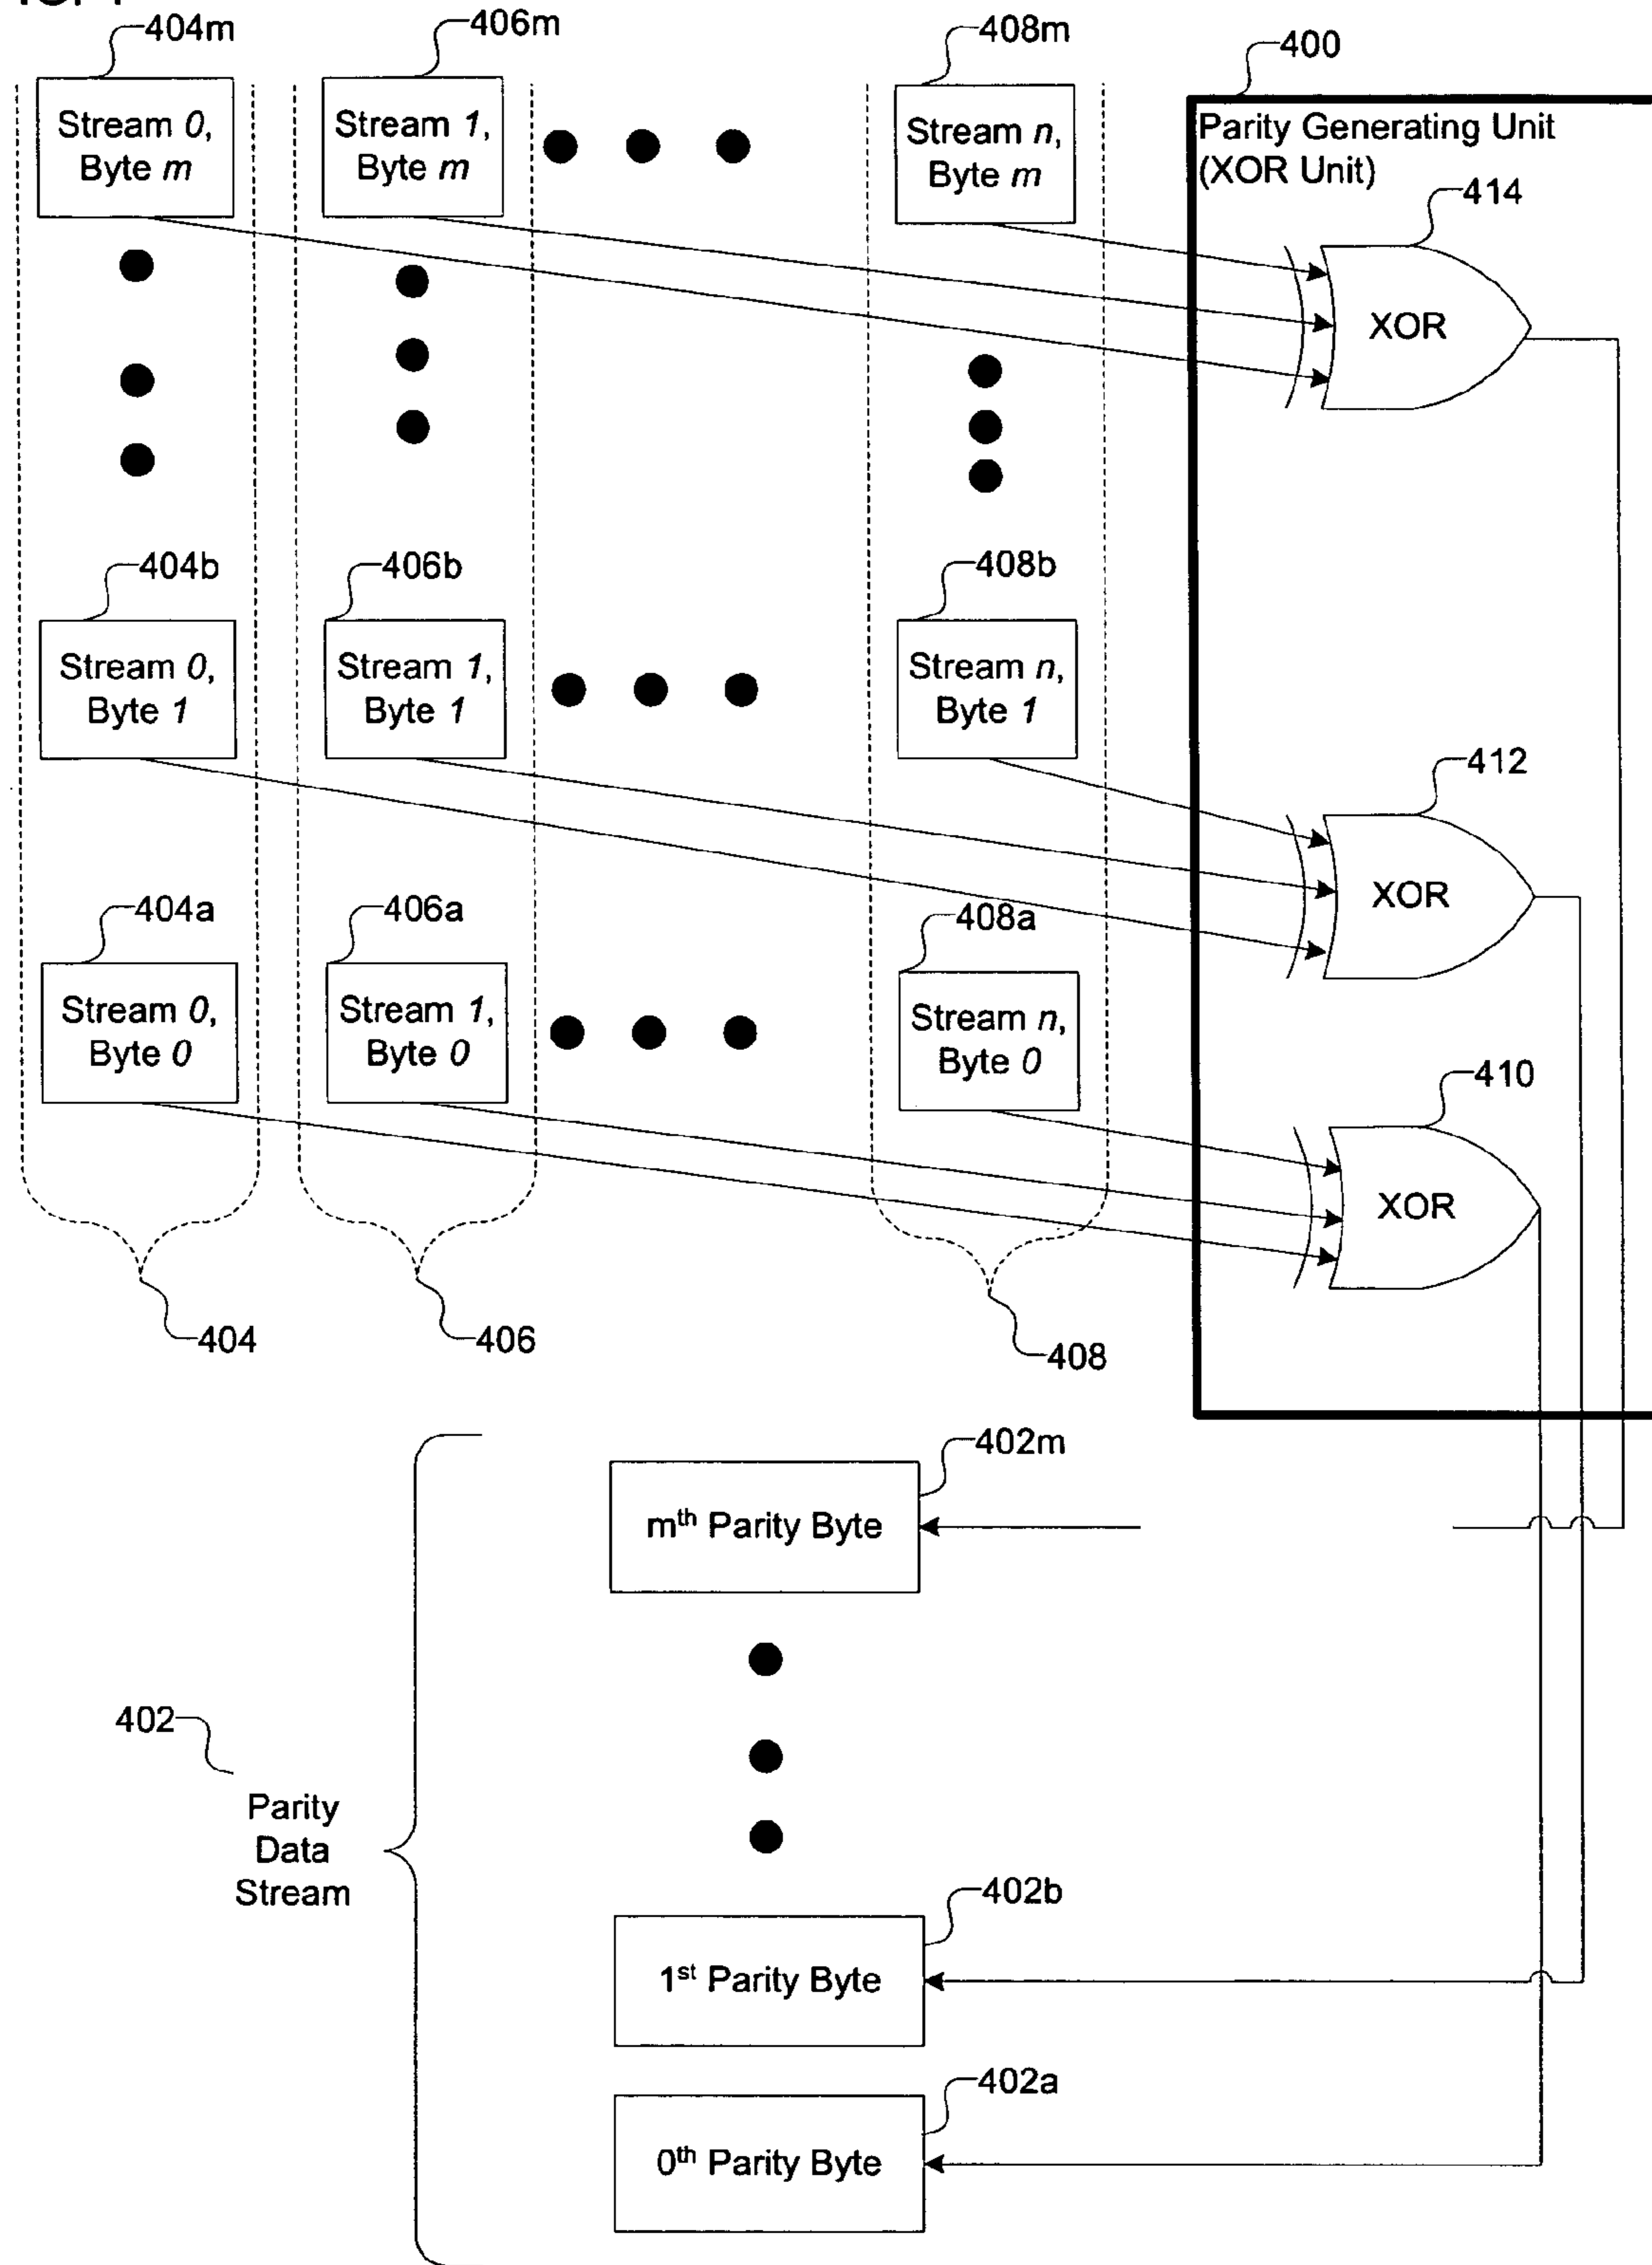 404m
406m
408m
400
Stream 0,
Byte m
Stream 1,
Byte m
Stream n,
Byte m
Parity Generating Unit
(XOR Unit)
414
XOR
404b
406b
408b
Stream 0,
Byte 1
Stream 1,
Byte 1
Stream n,
Byte 1
412
XOR
404a
406a
408a
Stream 0,
Byte 0
Stream 1,
Byte 0
Stream n,
Byte 0
410
XOR
404
406
408
402m
mth Parity Byte
402
Parity
Data
Stream
402b
1st Parity Byte
402a
0th Parity Byte